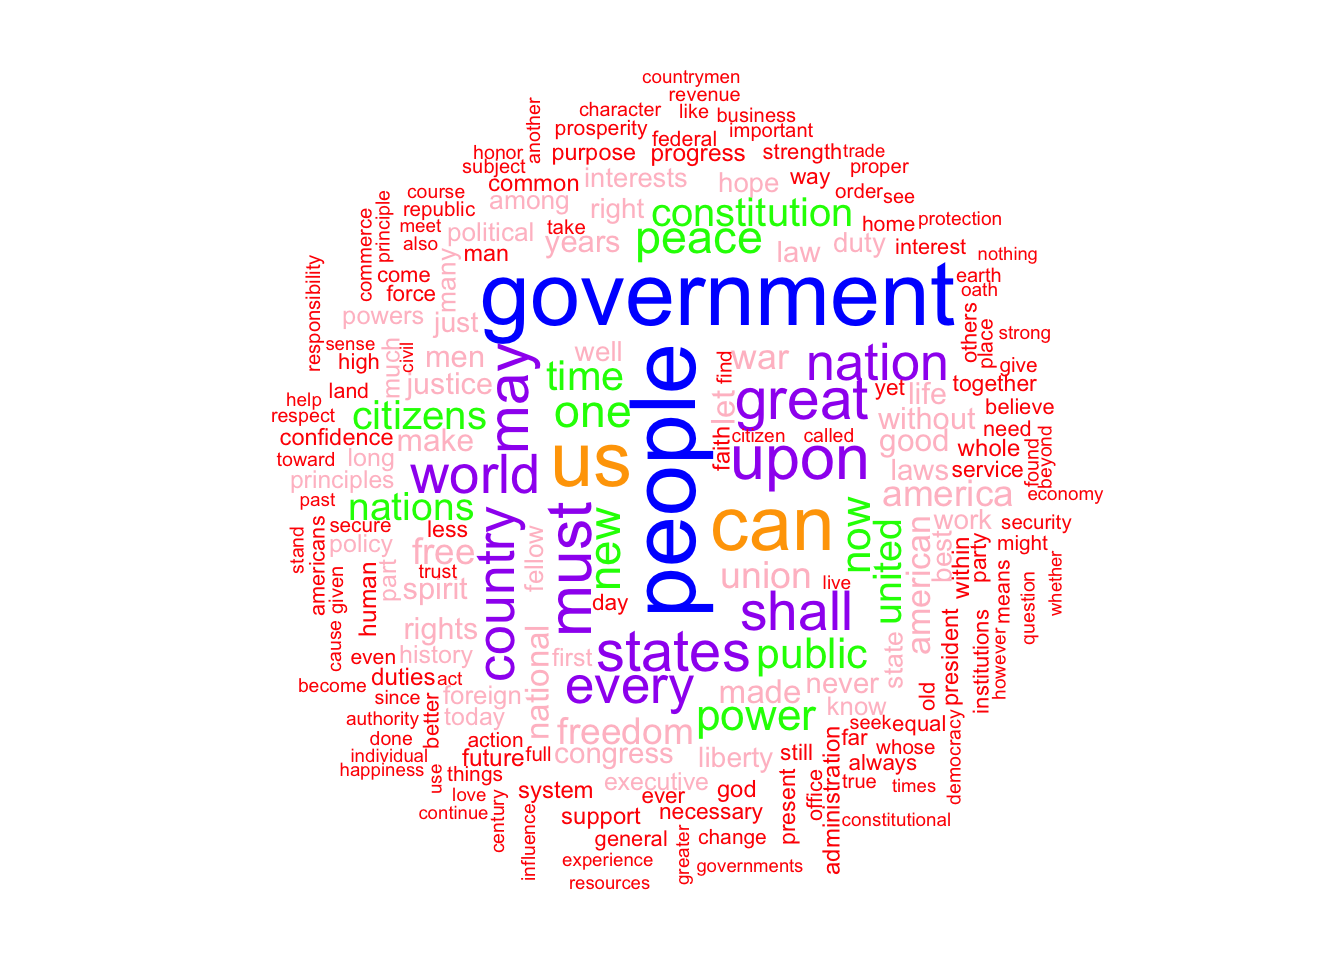 countrymen
revenue
character
like
business
another
prosperity
federal
important
honor
purpose
progress
strength
trade
subject
common
interests
hope
way
proper
course
among
right
constitution
order
see
principle
republic
take
peace
home
protection
commerce
meet
political
years
law
duty
interest
nothing
also
man
many
come
force
government
earth
oath
responsibility
powers
just
others
place
strong
sense
civil
men
may
well
war
nation
high
much
justice
time
find
yet
life
together
give
help
land
great
let
believe
respect
citizens
one
people
without
need
confidence
make
citizen
called
good
whole
found
beyond
toward
long
world
us
faith
upon
laws
service
principles
america
economy
past
nations
country
must
can
now
work
security
secure
less
new
united
american
best
might
stand
americans
policy
free
fellow
union
within
party
trust
part
spirit
live
given
human
day
shall
means
question
whether
cause
rights
states
public
state
president
institutions
however
even
history
national
first
become
duties
act
every
made
never
since
foreign
know
old
authority
better
today
freedom
power
seek
equal
done
action
congress
liberty
still
far
whose
democracy
individual
future
full
always
happiness
use
things
executive
god
present
office
administration
true
times
love
system
ever
continue
century
influence
support
necessary
constitutional
general
change
experience
greater
governments
resources